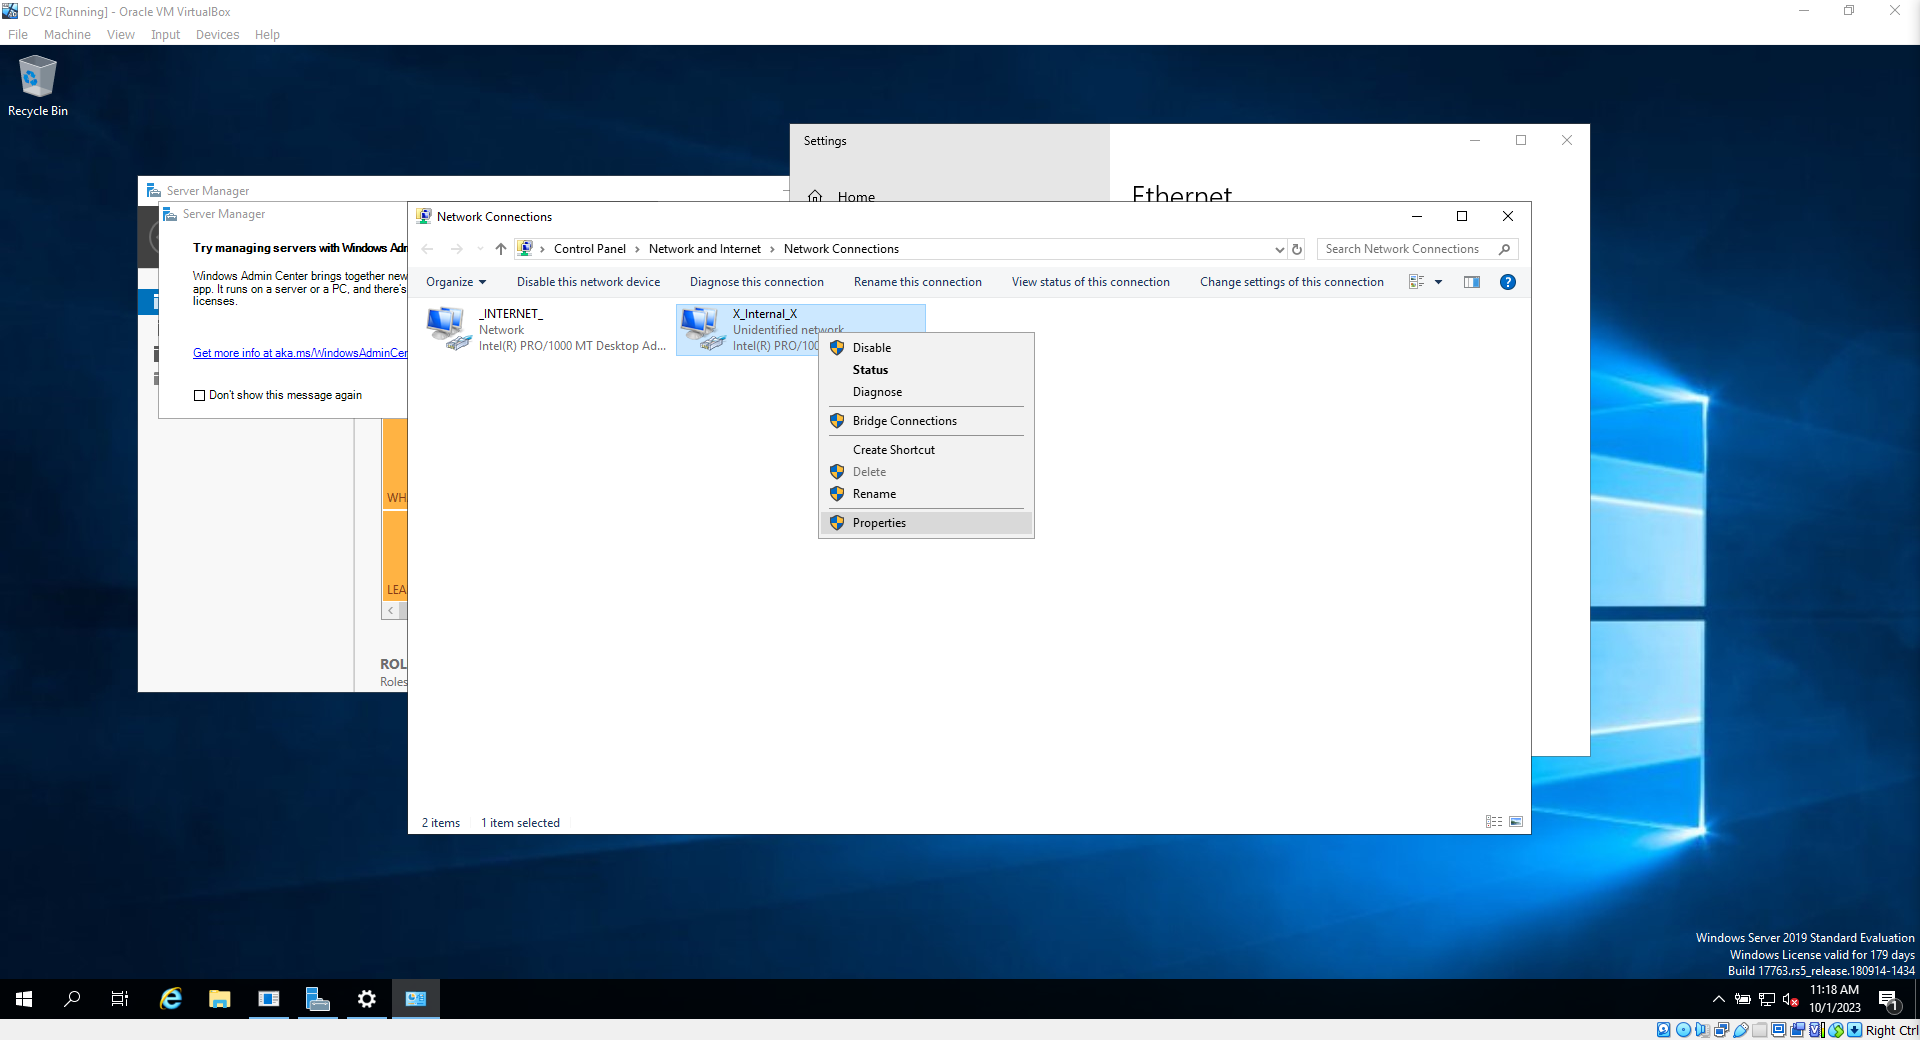 DCV2 [Running] - Oracle VM VirtualBox
File Machine View Input Devices Help
Recycle Bin
Settings
Home
Ethernet
Server Manager
Server Manager
Try managing servers with Windows Adr
Windows Admin Center brings together new
app. It runs on a server or a PC, and there's
licenses.
Get more info at aka.ms/WindowsAdminCer
Don't show this message again
WH
LEA
ROL
Roles
Network Connections
Control Panel > Network and Internet > Network Connections
Search Network Connections
Organize Disable this network device Diagnose this connection Rename this connection View status of this connection Change settings of this connection
_INTERNET_
Network
Intel(R) PRO/1000 MT Desktop Ad...
X_Internal_X
Unidentified network
Intel(R) PRO/100
Disable
Status
Diagnose
Bridge Connections
Create Shortcut
Delete
Rename
Properties
2 items 1 item selected
Windows Server 2019 Standard Evaluation
Windows License valid for 179 days
Build 17763.rs5_release.180914-1434
11:18 AM
10/1/2023
1
Right Ctrl